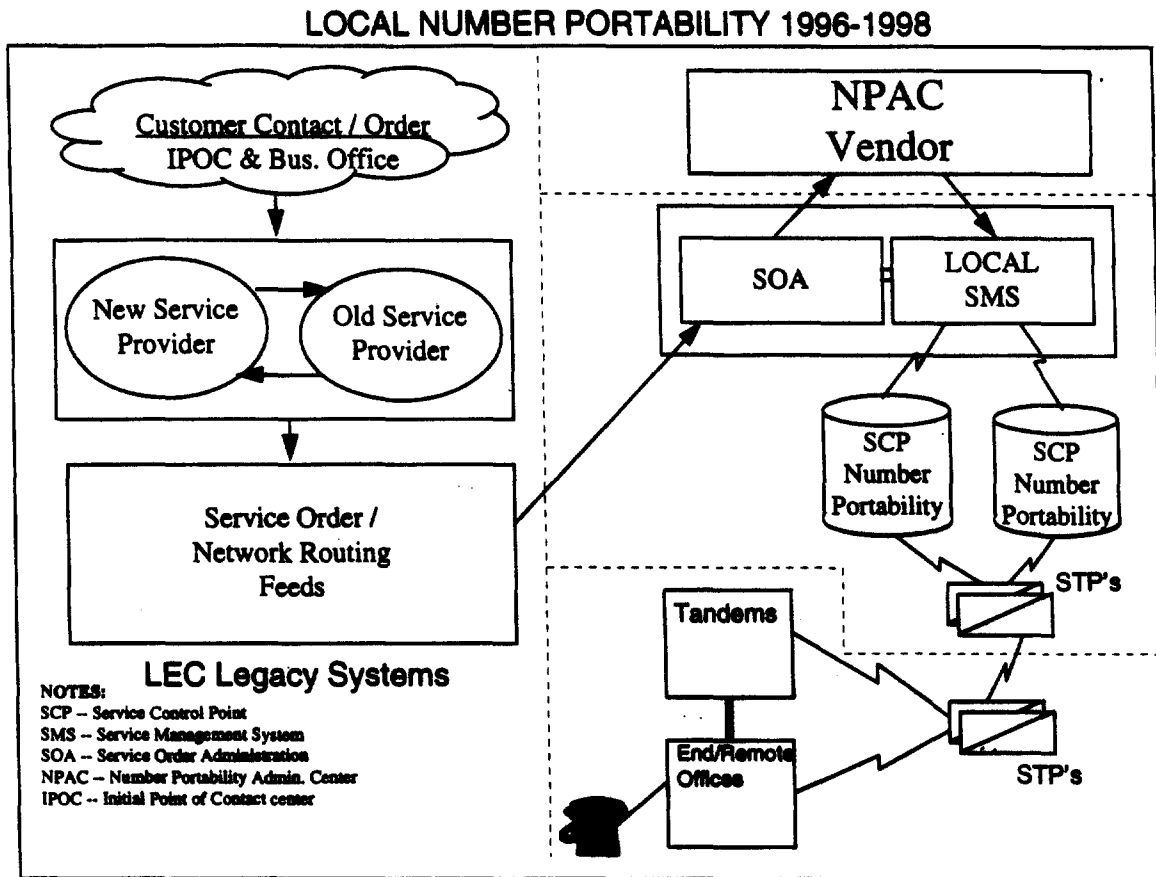 LOCAL NUMBER PORTABILITY 1996-1998
Customer Contact / Order
IPOC & Bus. Office
New Service
Provider
Old Service
Provider
Service Order /
Network Routing
Feeds
LEC Legacy Systems
NOTES:
SCP -- Service Control Point
SMS -- Service Management System
SOA -- Service Order Administration
NPAC -- Number Portability Admin. Center
IPOC -- Initial Point of Contact center
NPAC
Vendor
SOA
LOCAL
SMS
SCP
Number
Portability
SCP
Number
Portability
STP's
Tandems
End/Remote
Offices
STP's